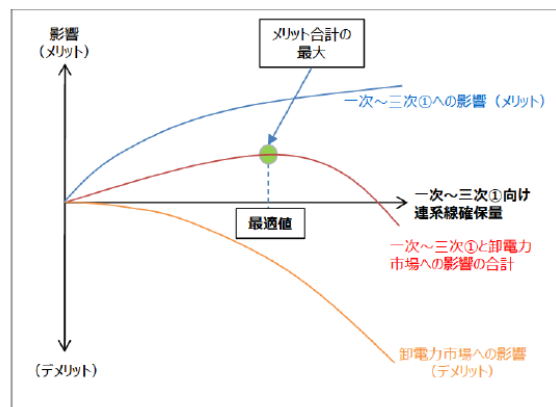 影響
(メリット)
メリット合計の
最大
一次~三次①への影響(メリット)
一次~三次①向け
連系線確保量
最適値
一次~三次①と卸電力
市場への影響の合計
卸電力市場への影響
(デメリット)
(デメリット)